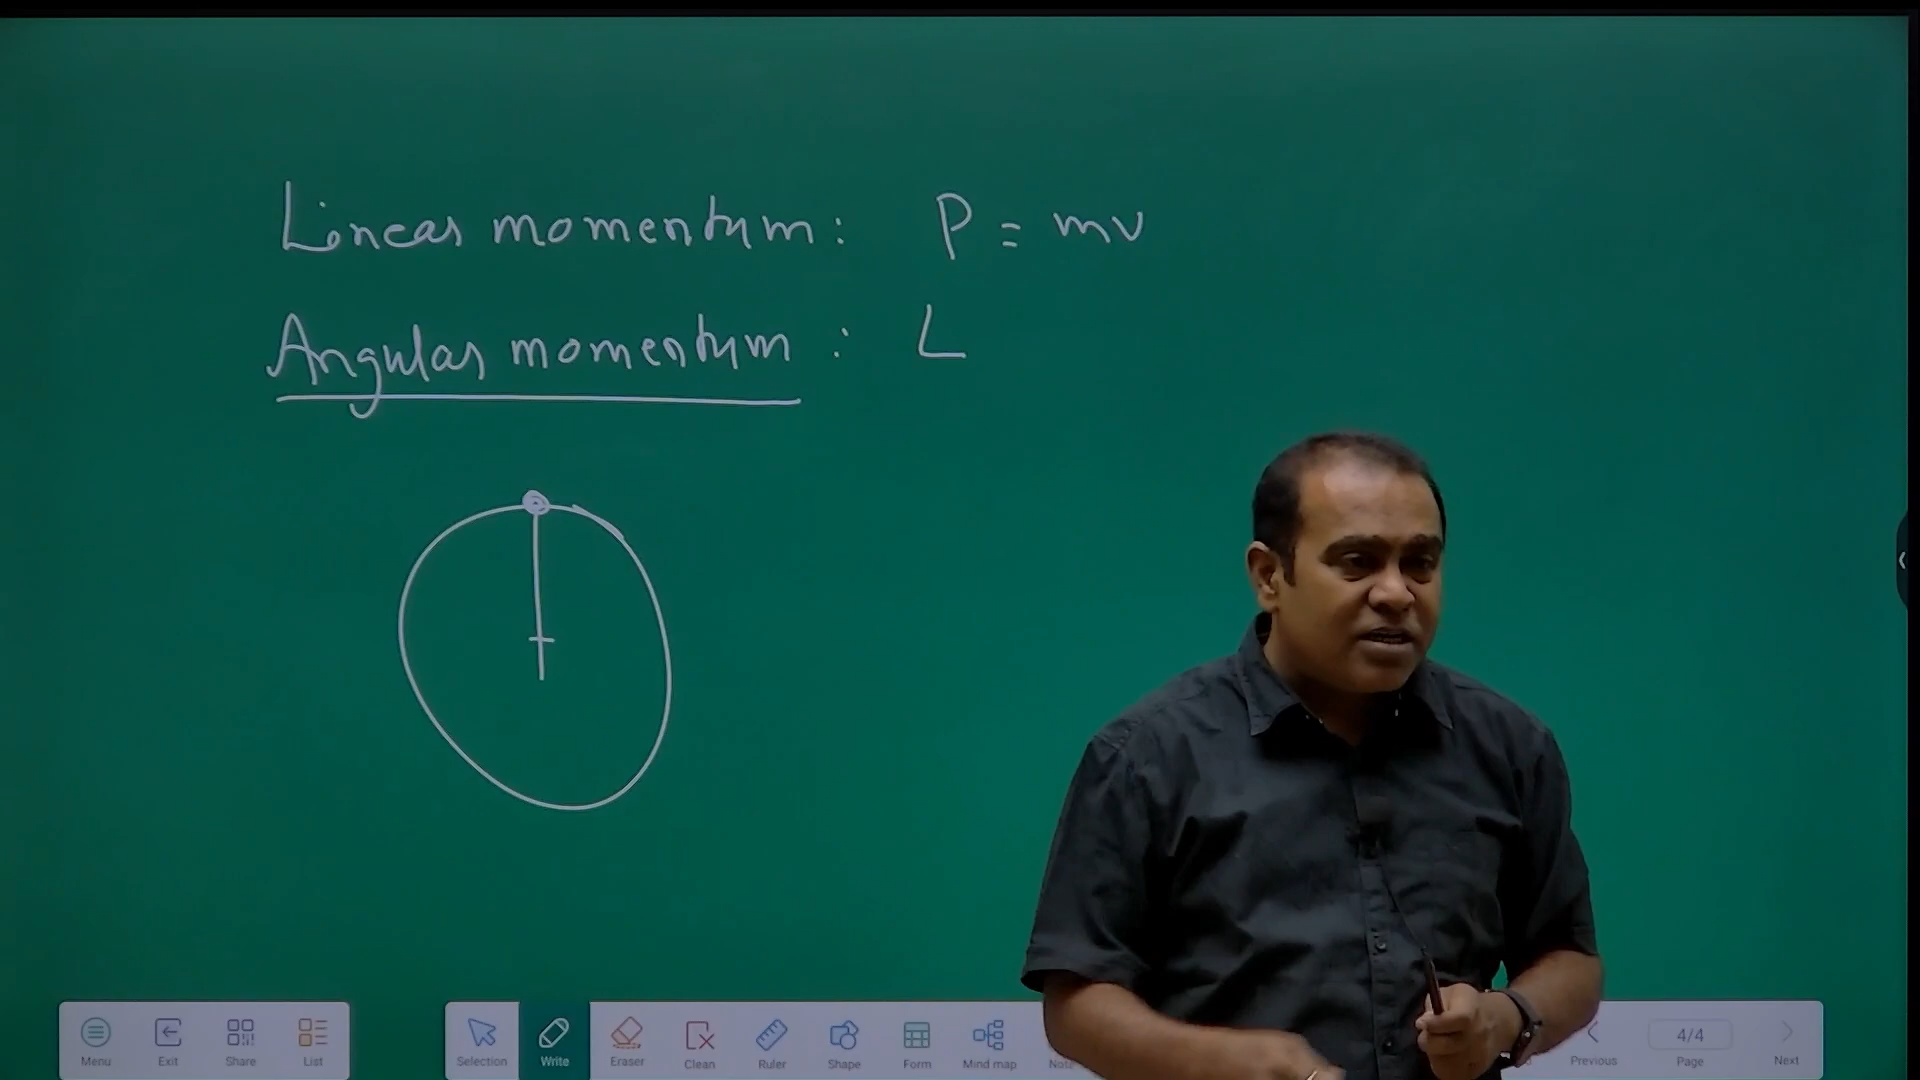 Linear momentum: P = mv
Angular momentum: L
Menu Exit Share List Selection Write Eraser Clean Ruler Shape Form Mind map Note Previous 4/4 Page Next